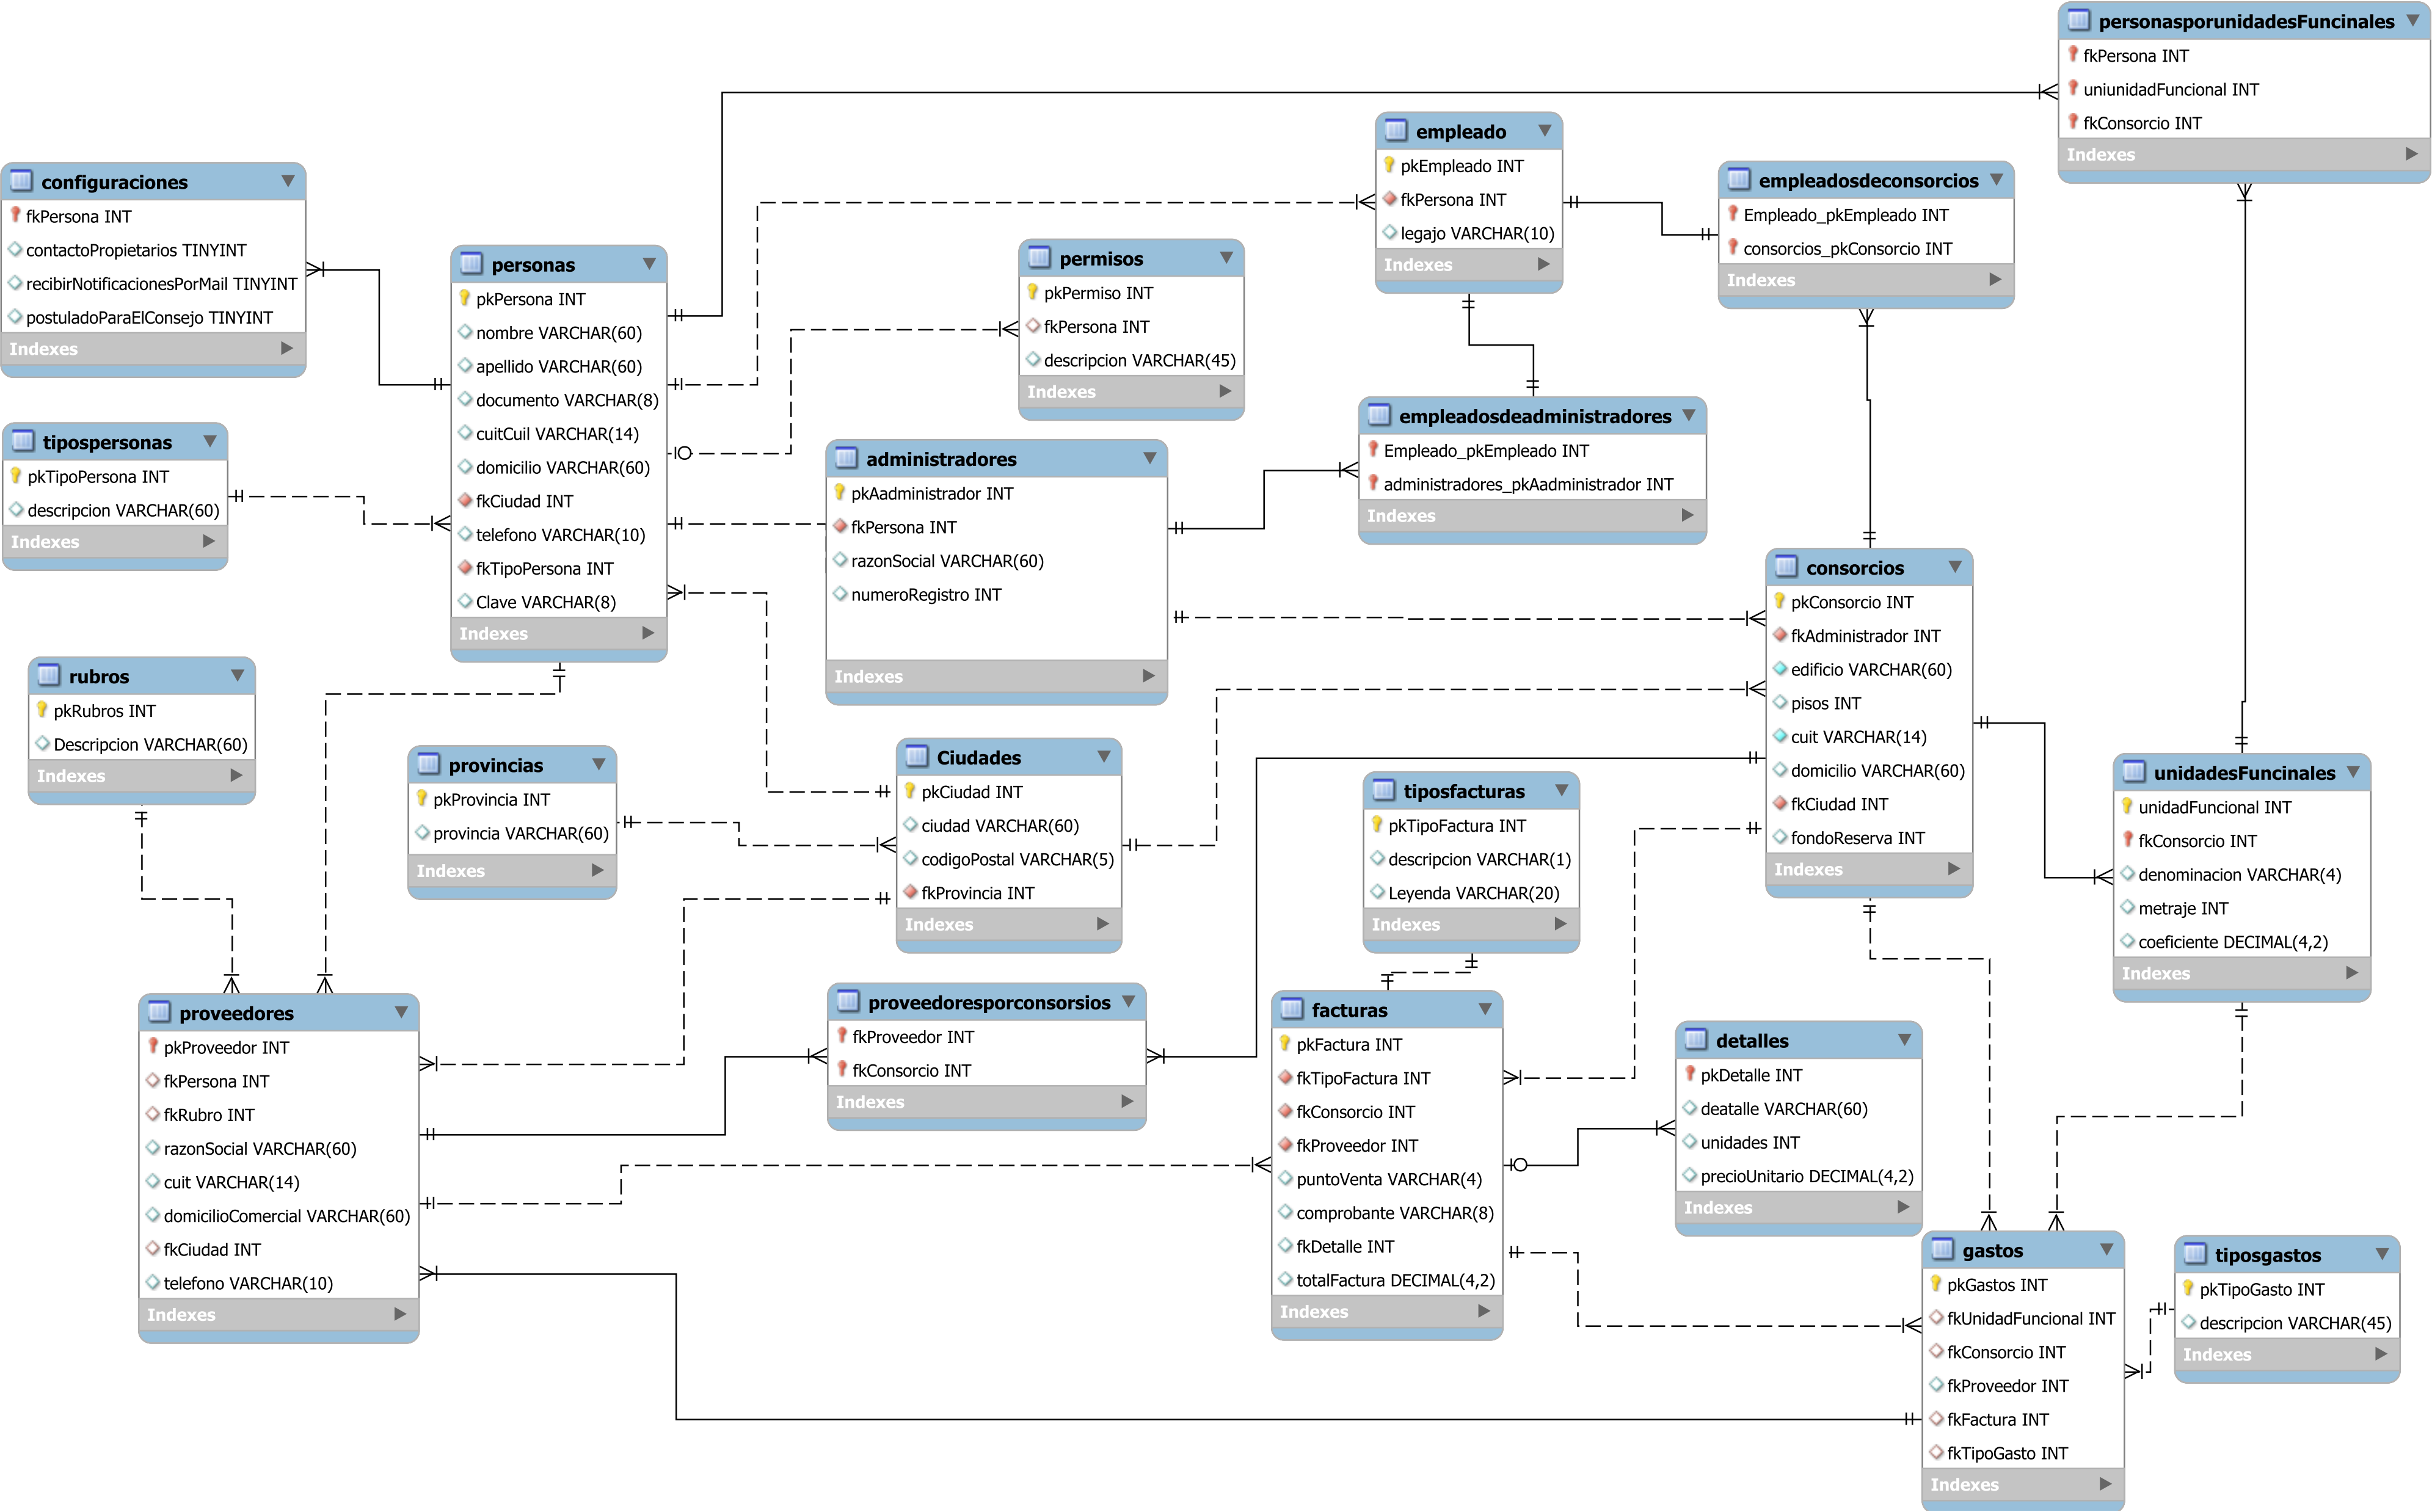 personasporunidadesFuncinales
fkPersona INT
uniunidadFuncional INT
fkConsorcio INT
Indexes
empleado
pkEmpleado INT
fkPersona INT
legajo VARCHAR(10)
Indexes
empleadosdeconsorcios
Empleado_pkEmpleado INT
consorcios_pkConsorcio INT
Indexes
configuraciones
fkPersona INT
contactoPropietarios TINYINT
recibirNotificacionesPorMail TINYINT
postuladoParaElConsejo TINYINT
Indexes
personas
pkPersona INT
nombre VARCHAR(60)
apellido VARCHAR(60)
documento VARCHAR(8)
cuitCuil VARCHAR(14)
domicilio VARCHAR(60)
fkCiudad INT
telefono VARCHAR(10)
fkTipoPersona INT
Clave VARCHAR(8)
Indexes
permisos
pkPermiso INT
fkPersona INT
descripcion VARCHAR(45)
Indexes
tipospersonas
pkTipoPersona INT
descripcion VARCHAR(60)
Indexes
administradores
pkAadministrador INT
fkPersona INT
razonSocial VARCHAR(60)
numeroRegistro INT
Indexes
empleadosdeadministradores
Empleado_pkEmpleado INT
administradores_pkAadministrador INT
Indexes
consorcios
pkConsorcio INT
fkAdministrador INT
edificio VARCHAR(60)
pisos INT
cuit VARCHAR(14)
domicilio VARCHAR(60)
fkCiudad INT
fondoReserva INT
Indexes
rubros
pkRubros INT
Descripcion VARCHAR(60)
Indexes
provincias
pkProvincia INT
provincia VARCHAR(60)
Indexes
Ciudades
pkCiudad INT
ciudad VARCHAR(60)
codigoPostal VARCHAR(5)
fkProvincia INT
Indexes
tiposfacturas
pkTipoFactura INT
descripcion VARCHAR(1)
Leyenda VARCHAR(20)
Indexes
unidadesFuncinales
unidadFuncional INT
fkConsorcio INT
denominacion VARCHAR(4)
metraje INT
coeficiente DECIMAL(4,2)
Indexes
proveedores
pkProveedor INT
fkPersona INT
fkRubro INT
razonSocial VARCHAR(60)
cuit VARCHAR(14)
domicilioComercial VARCHAR(60)
fkCiudad INT
telefono VARCHAR(10)
Indexes
proveedoresporconsorsios
fkProveedor INT
fkConsorcio INT
Indexes
facturas
pkFactura INT
fkTipoFactura INT
fkConsorcio INT
fkProveedor INT
puntoVenta VARCHAR(4)
comprobante VARCHAR(8)
fkDetalle INT
totalFactura DECIMAL(4,2)
Indexes
detalles
pkDetalle INT
deatalle VARCHAR(60)
unidades INT
precioUnitario DECIMAL(4,2)
Indexes
gastos
pkGastos INT
fkUnidadFuncional INT
fkConsorcio INT
fkProveedor INT
fkFactura INT
fkTipoGasto INT
Indexes
tiposgastos
pkTipoGasto INT
descripcion VARCHAR(45)
Indexes